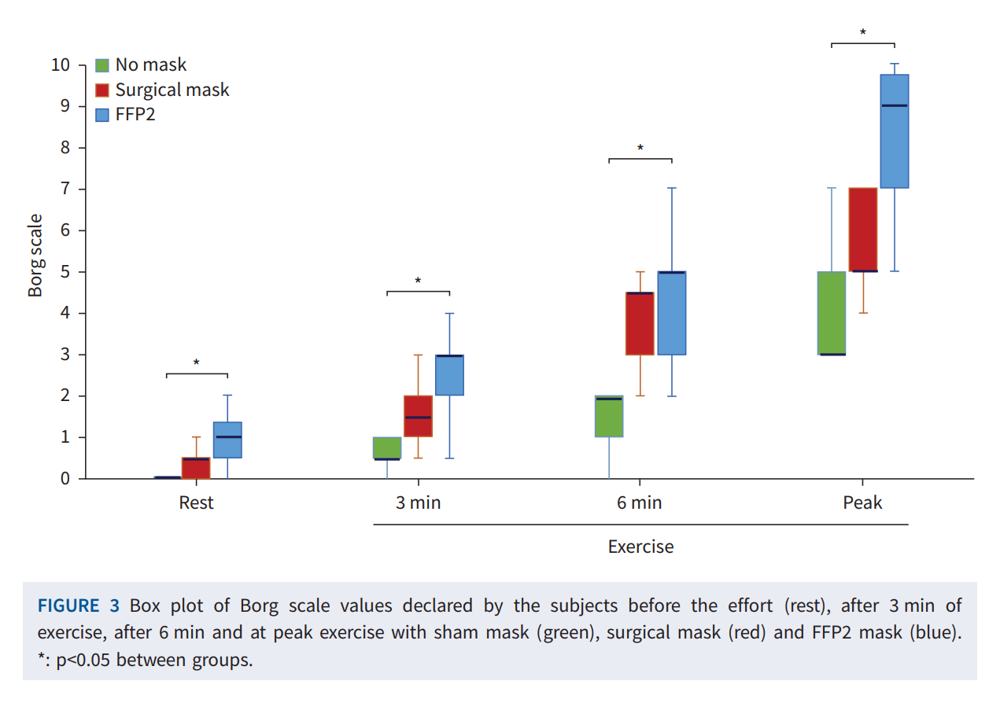 *
10
No mask
Surgical mask
9
FFP2
8
*
7
6
Borg scale
5
*
4
3
*
2
1
0
Rest
3 min
6 min
Peak
Exercise
FIGURE 3 Box plot of Borg scale values declared by the subjects before the effort (rest), after 3 min of
exercise, after 6 min and at peak exercise with sham mask (green), surgical mask (red) and FFP2 mask (blue).
*: p<0.05 between groups.